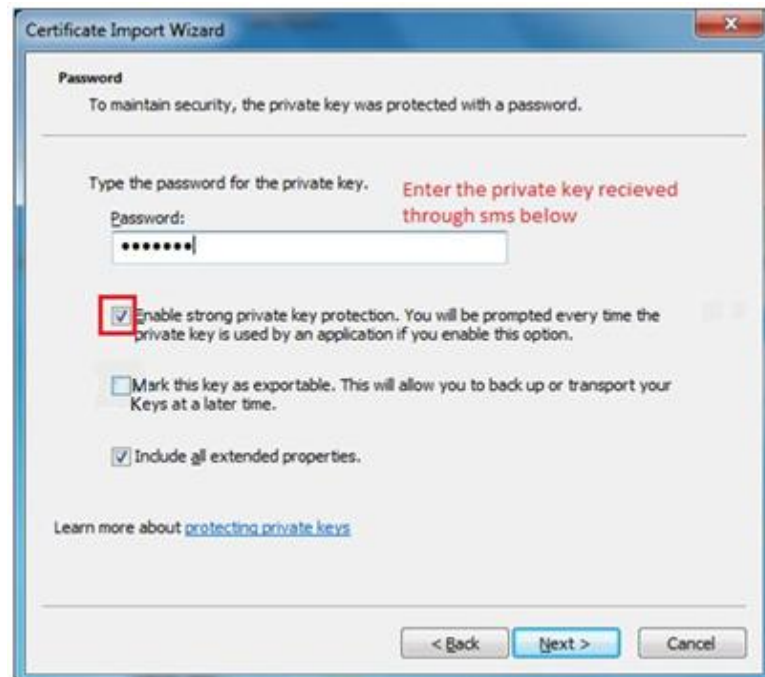 Certificate Import Wizard
Password
To maintain security, the private key was protected with a password.
Type the password for the private key.
Enter the private key recieved
through sms below
Password:
•••••••
Enable strong private key protection. You will be prompted every time the
private key is used by an application if you enable this option.
Mark this key as exportable. This will allow you to back up or transport your
Keys at a later time.
Include all extended properties.
Learn more about protecting private keys
< Back
Next >
Cancel